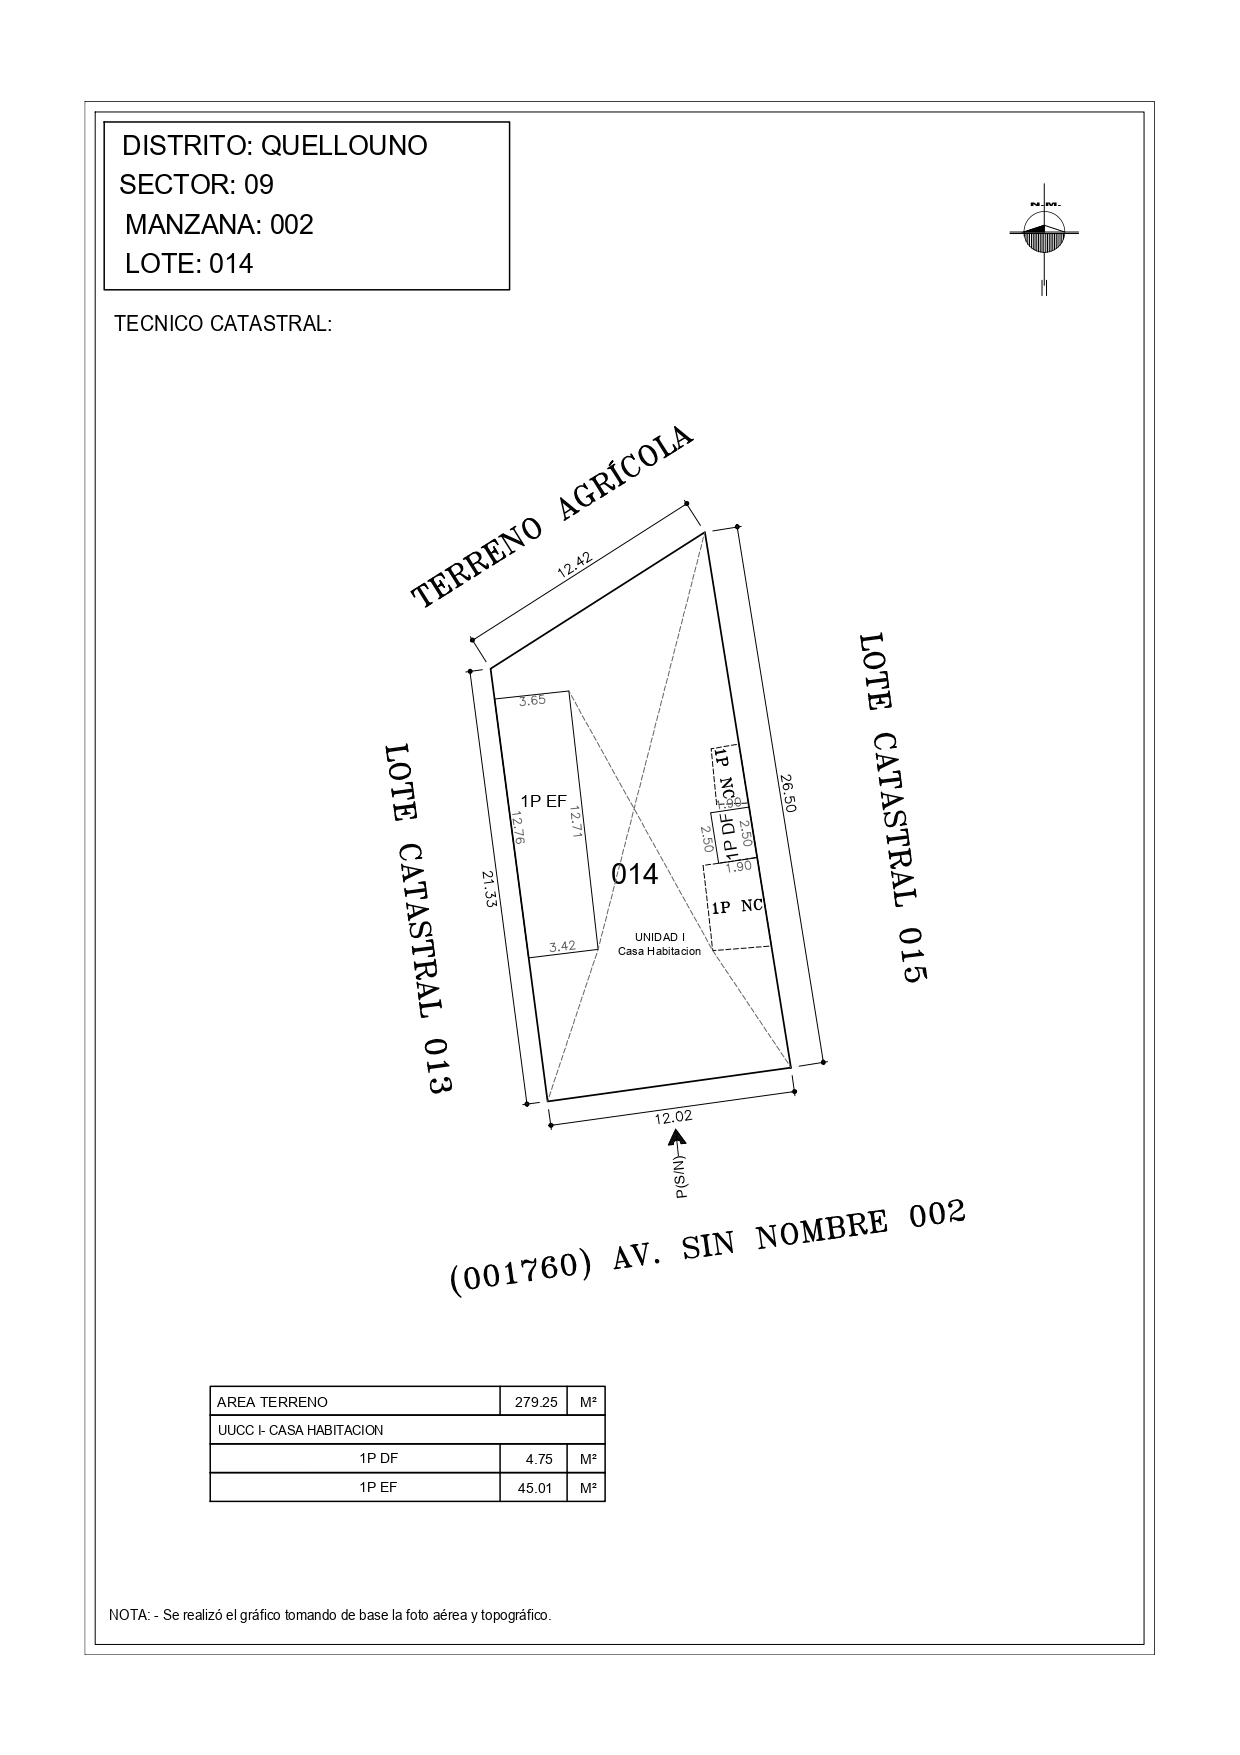 DISTRITO: QUELLOUNO
SECTOR: 09
MANZANA: 002
LOTE: 014
N.M.
TECNICO CATASTRAL:
TERRENO AGRÍCOLA
12.42
LOTE CATASTRAL 013
21.33
3.65
1P EF
12.76
12.71
3.42
014
UNIDAD I
Casa Habitacion
1P NC
1.90
1P DF
2.50
2.50
1.90
1P NC
26.50
LOTE CATASTRAL 015
12.02
P(S/N)
(001760) AV. SIN NOMBRE 002
AREA TERRENO 279.25 M²
UUCC I- CASA HABITACION
1P DF 4.75 M²
1P EF 45.01 M²
NOTA: - Se realizó el gráfico tomando de base la foto aérea y topográfico.